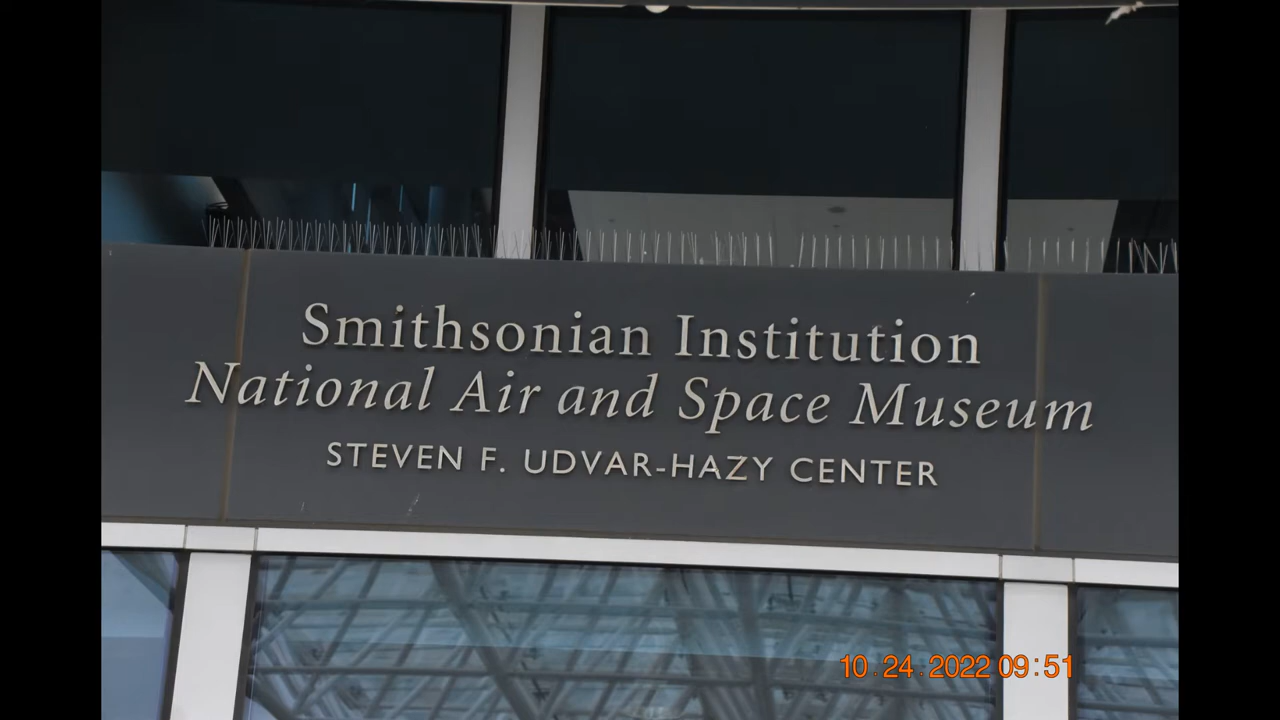 Smithsonian Institution
National Air and Space Museum
STEVEN F. UDVAR-HAZY CENTER
10.24.2022 09:51